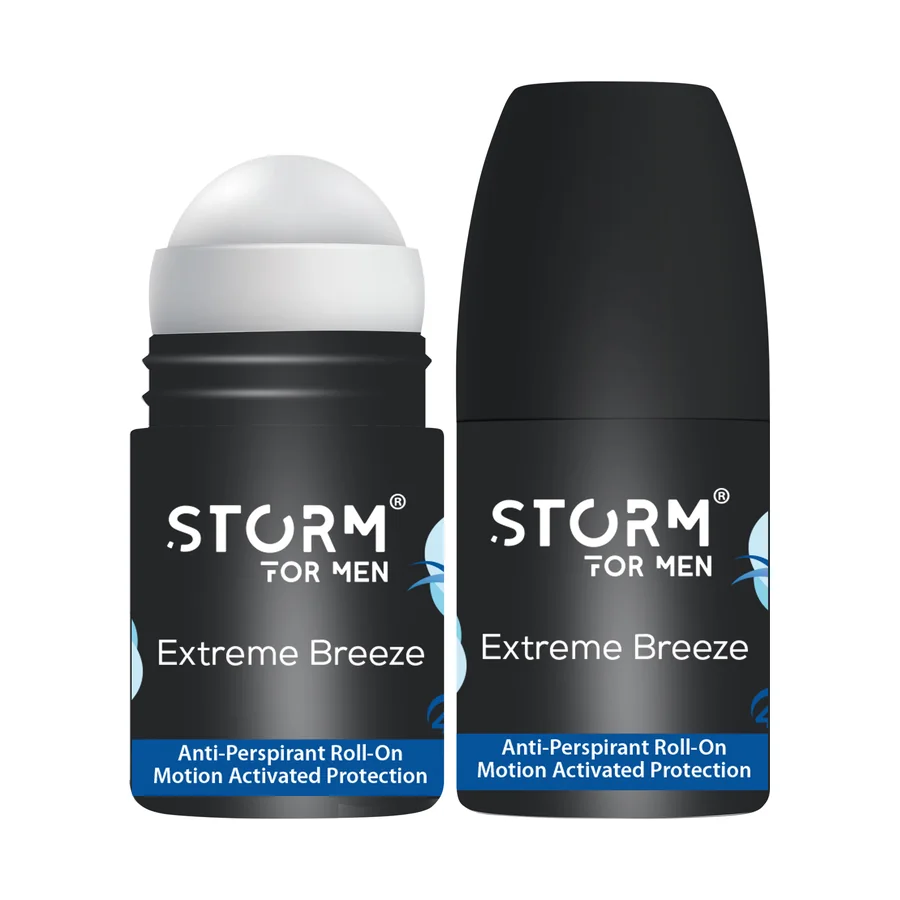 STORM®
FOR MEN
Extreme Breeze
Anti-Perspirant Roll-On
Motion Activated Protection
STORM®
FOR MEN
Extreme Breeze
Anti-Perspirant Roll-On
Motion Activated Protection